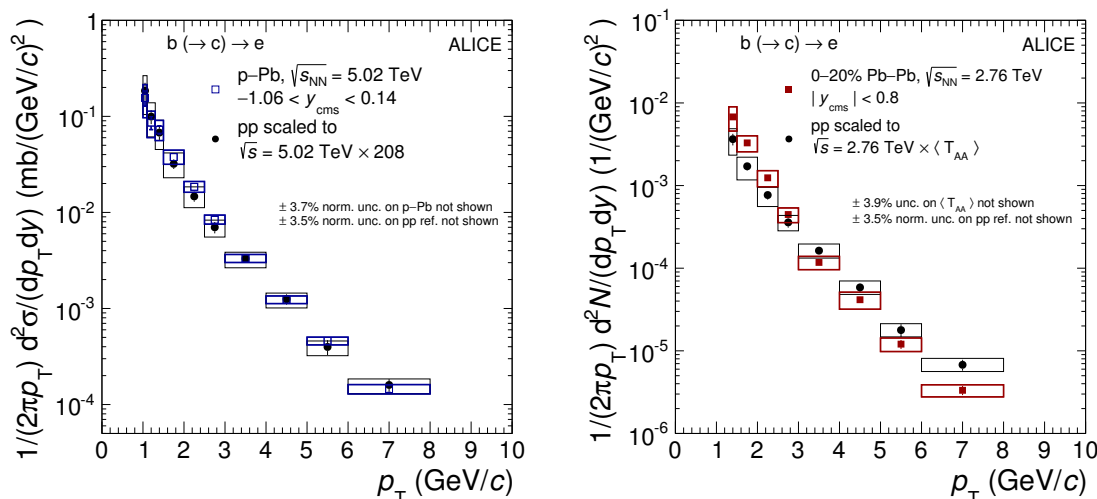 b (→ c) → e ALICE
p–Pb, √s_NN = 5.02 TeV
−1.06 < y_cms < 0.14
pp scaled to
√s = 5.02 TeV × 208
± 3.7% norm. unc. on p–Pb not shown
± 3.5% norm. unc. on pp ref. not shown
1/(2πp_T) d²σ/(dp_Tdy) (mb/(GeV/c)²)
1
10⁻¹
10⁻²
10⁻³
10⁻⁴
0 1 2 3 4 5 6 7 8 9 10
p_T (GeV/c)
b (→ c) → e ALICE
0–20% Pb–Pb, √s_NN = 2.76 TeV
| y_cms | < 0.8
pp scaled to
√s = 2.76 TeV × ⟨ T_AA ⟩
± 3.9% unc. on ⟨ T_AA ⟩ not shown
± 3.5% norm. unc. on pp ref. not shown
1/(2πp_T) d²N/(dp_Tdy) (1/(GeV/c)²)
10⁻¹
10⁻²
10⁻³
10⁻⁴
10⁻⁵
10⁻⁶
0 1 2 3 4 5 6 7 8 9 10
p_T (GeV/c)